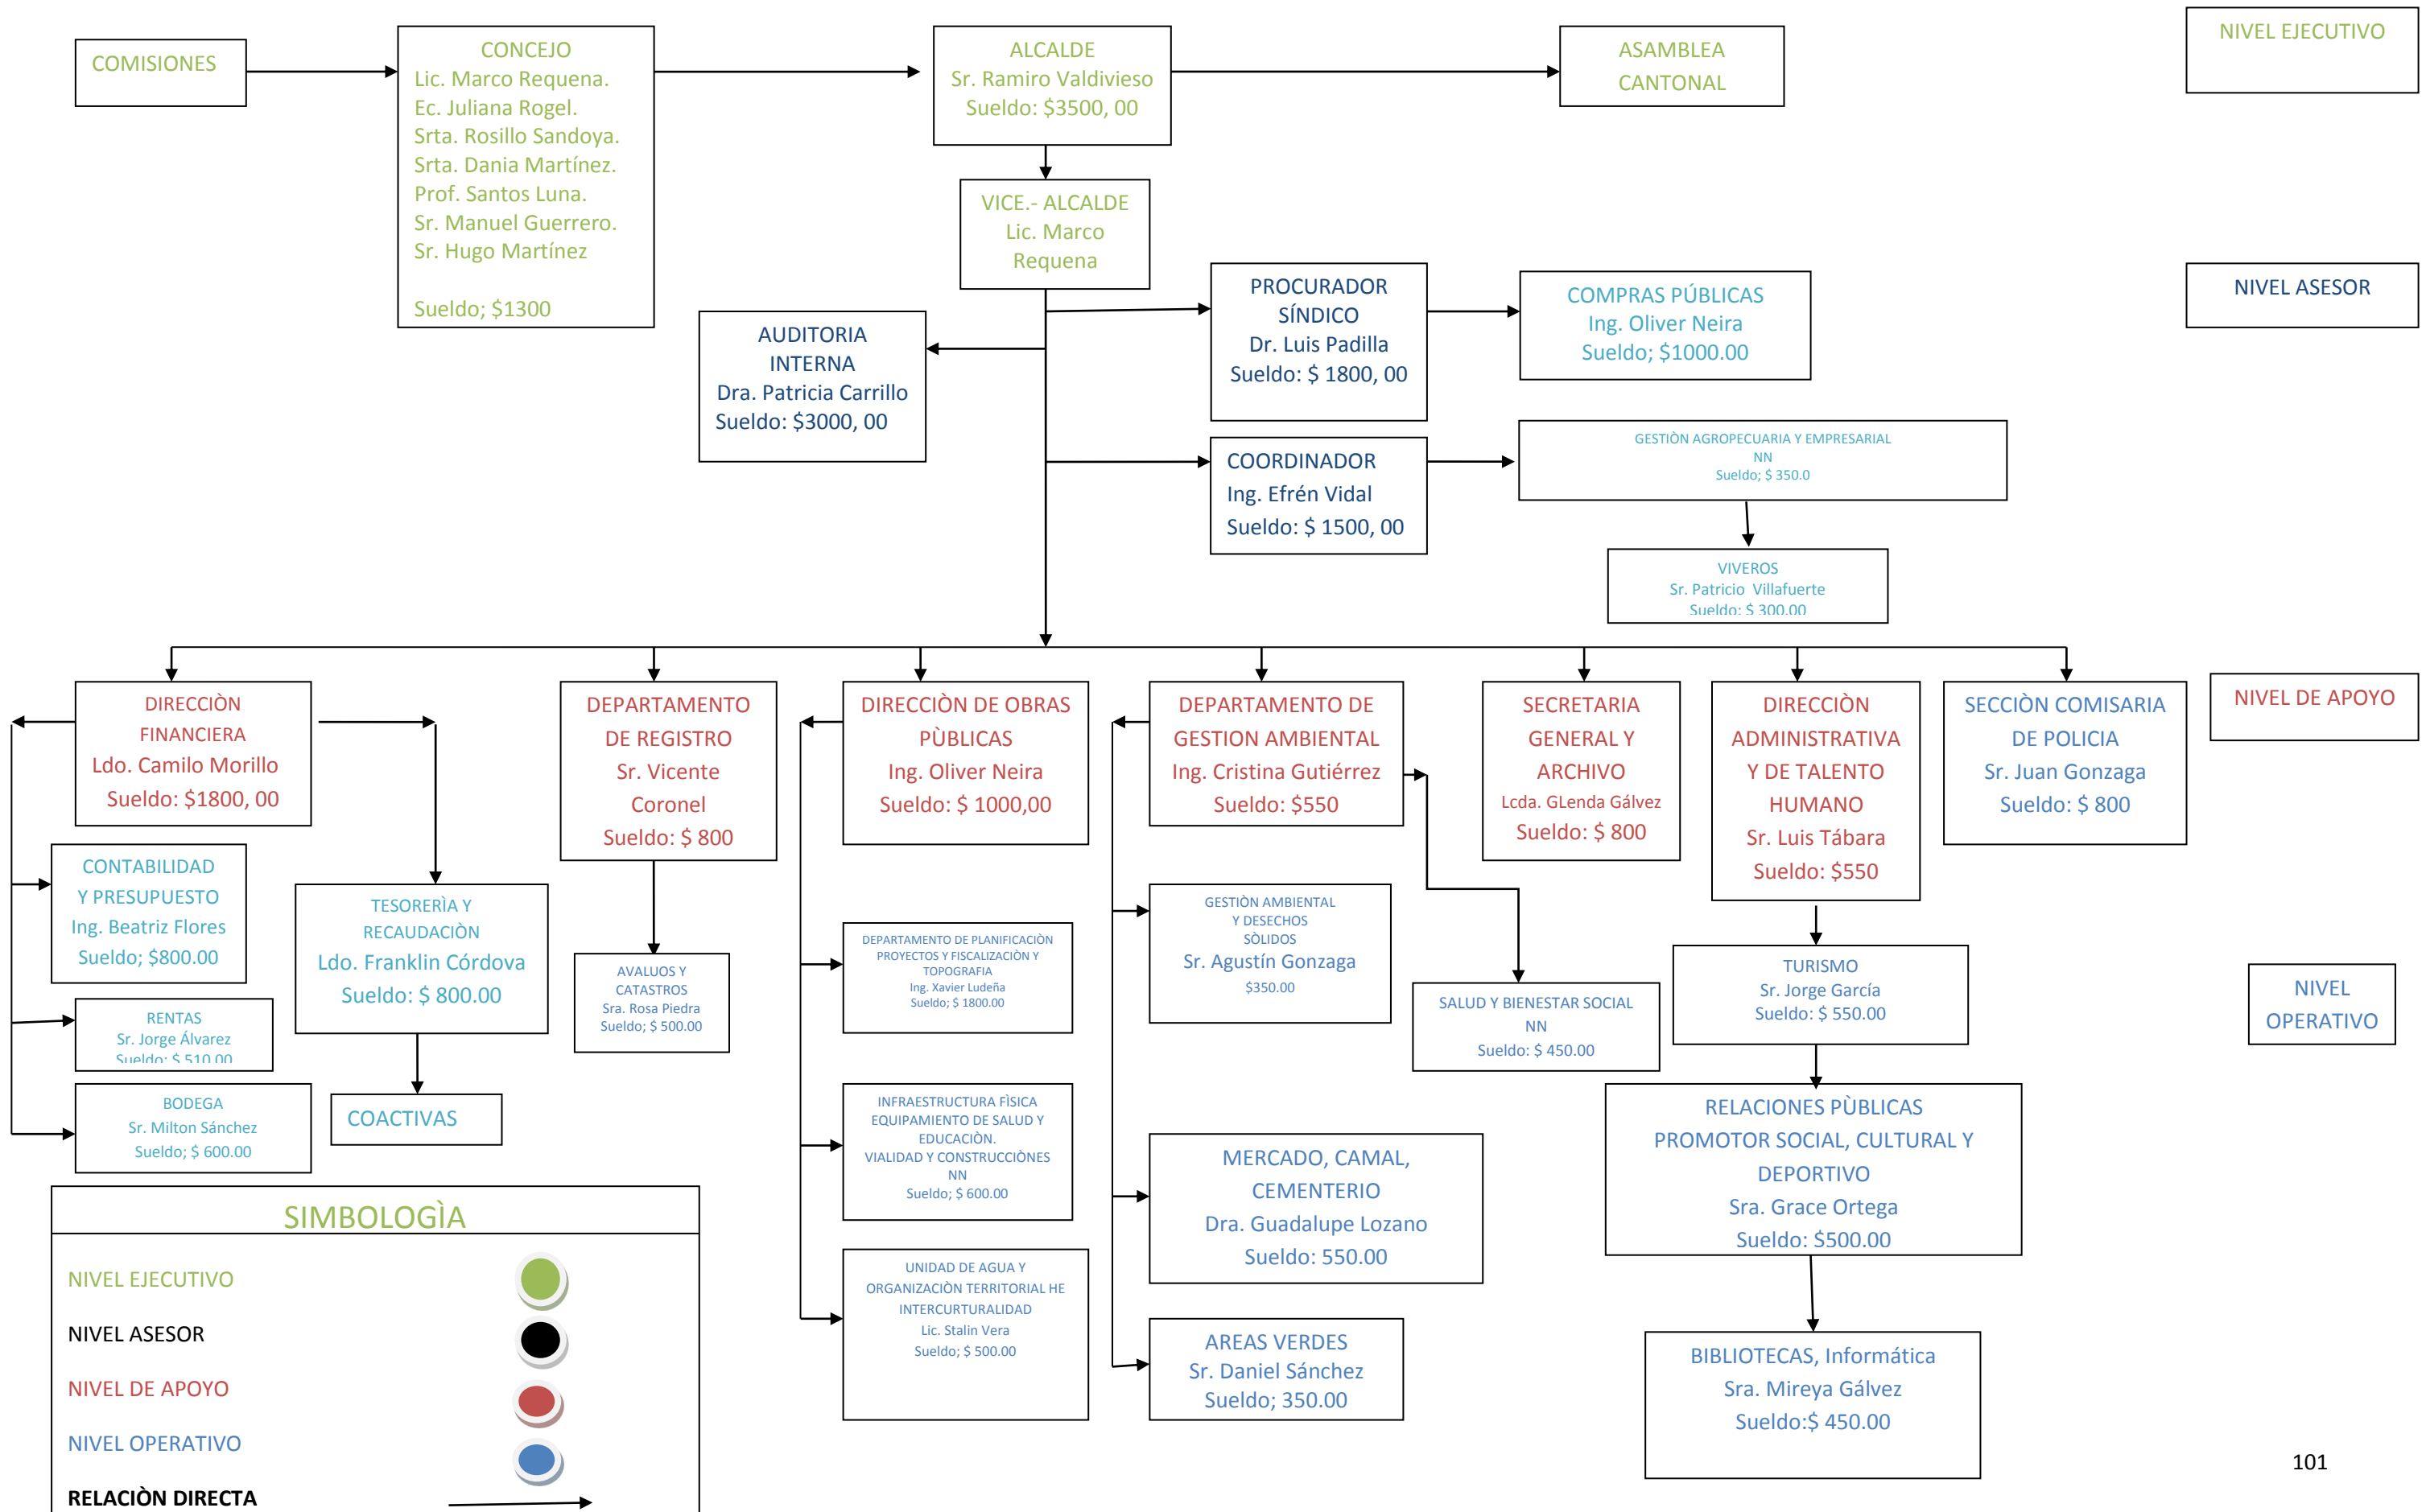 COMISIONES
CONCEJO
Lic. Marco Requena.
Ec. Juliana Rogel.
Srta. Rosillo Sandoya.
Srta. Dania Martínez.
Prof. Santos Luna.
Sr. Manuel Guerrero.
Sr. Hugo Martínez
Sueldo; $1300
ALCALDE
Sr. Ramiro Valdivieso
Sueldo: $3500, 00
ASAMBLEA
CANTONAL
NIVEL EJECUTIVO
VICE.- ALCALDE
Lic. Marco
Requena
AUDITORIA
INTERNA
Dra. Patricia Carrillo
Sueldo: $3000, 00
PROCURADOR
SÍNDICO
Dr. Luis Padilla
Sueldo: $ 1800, 00
COMPRAS PÚBLICAS
Ing. Oliver Neira
Sueldo; $1000.00
NIVEL ASESOR
COORDINADOR
Ing. Efrén Vidal
Sueldo: $ 1500, 00
GESTIÒN AGROPECUARIA Y EMPRESARIAL
NN
Sueldo; $ 350.0
VIVEROS
Sr. Patricio  Villafuerte
Sueldo: $ 300.00
DIRECCIÒN
FINANCIERA
Ldo. Camilo Morillo
Sueldo: $1800, 00
DEPARTAMENTO
DE REGISTRO
Sr. Vicente
Coronel
Sueldo: $ 800
DIRECCIÒN DE OBRAS
PÙBLICAS
Ing. Oliver Neira
Sueldo: $ 1000,00
DEPARTAMENTO DE
GESTION AMBIENTAL
Ing. Cristina Gutiérrez
Sueldo: $550
SECRETARIA
GENERAL Y
ARCHIVO
Lcda. GLenda Gálvez
Sueldo: $ 800
DIRECCIÒN
ADMINISTRATIVA
Y DE TALENTO
HUMANO
Sr. Luis Tábara
Sueldo: $550
SECCIÒN COMISARIA
DE POLICIA
Sr. Juan Gonzaga
Sueldo: $ 800
NIVEL DE APOYO
CONTABILIDAD
Y PRESUPUESTO
Ing. Beatriz Flores
Sueldo; $800.00
TESORERÌA Y
RECAUDACIÒN
Ldo. Franklin Córdova
Sueldo: $ 800.00
RENTAS
Sr. Jorge Álvarez
Sueldo: $ 510.00
BODEGA
Sr. Milton Sánchez
Sueldo; $ 600.00
COACTIVAS
AVALUOS Y
CATASTROS
Sra. Rosa Piedra
Sueldo; $ 500.00
DEPARTAMENTO DE PLANIFICACIÒN
PROYECTOS Y FISCALIZACIÒN Y
TOPOGRAFIA
Ing. Xavier Ludeña
Sueldo; $ 1800.00
INFRAESTRUCTURA FÌSICA
EQUIPAMIENTO DE SALUD Y
EDUCACIÒN.
VIALIDAD Y CONSTRUCCIÒNES
NN
Sueldo; $ 600.00
UNIDAD DE AGUA Y
ORGANIZACIÒN TERRITORIAL HE
INTERCURTURALIDAD
Lic. Stalin Vera
Sueldo; $ 500.00
GESTIÒN AMBIENTAL
Y DESECHOS
SÒLIDOS
Sr. Agustín Gonzaga
$350.00
SALUD Y BIENESTAR SOCIAL
NN
Sueldo: $ 450.00
MERCADO, CAMAL,
CEMENTERIO
Dra. Guadalupe Lozano
Sueldo: 550.00
AREAS VERDES
Sr. Daniel Sánchez
Sueldo; 350.00
TURISMO
Sr. Jorge García
Sueldo: $ 550.00
RELACIONES PÙBLICAS
PROMOTOR SOCIAL, CULTURAL Y
DEPORTIVO
Sra. Grace Ortega
Sueldo: $500.00
BIBLIOTECAS, Informática
Sra. Mireya Gálvez
Sueldo:$ 450.00
NIVEL
OPERATIVO
SIMBOLOGÌA
NIVEL EJECUTIVO
NIVEL ASESOR
NIVEL DE APOYO
NIVEL OPERATIVO
RELACIÒN DIRECTA
101